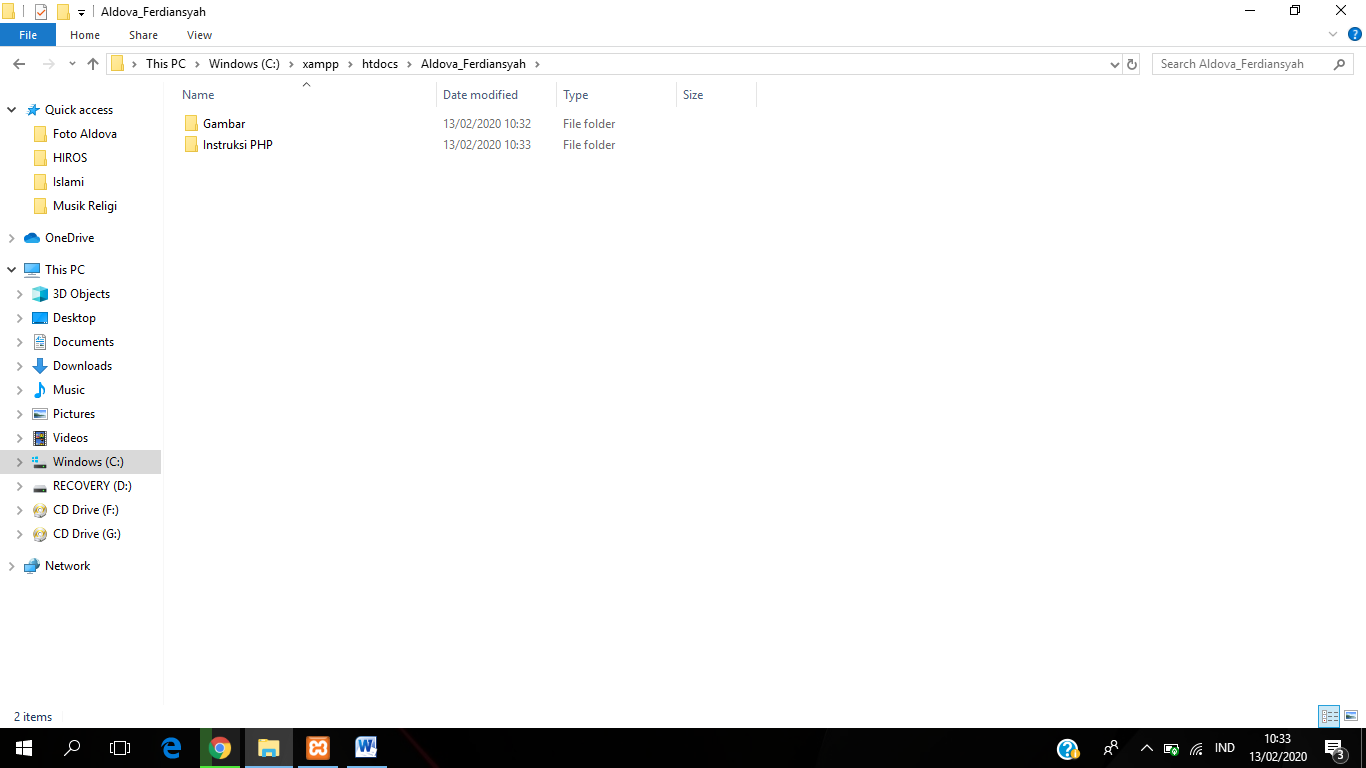 Aldova_Ferdiansyah
File Home Share View
This PC Windows (C:) xampp htdocs Aldova_Ferdiansyah
Search Aldova_Ferdiansyah
Name Date modified Type Size
Gambar 13/02/2020 10:32 File folder
Instruksi PHP 13/02/2020 10:33 File folder
Quick access
Foto Aldova
HIROS
Islami
Musik Religi
OneDrive
This PC
3D Objects
Desktop
Documents
Downloads
Music
Pictures
Videos
Windows (C:)
RECOVERY (D:)
CD Drive (F:)
CD Drive (G:)
Network
2 items
IND
10:33
13/02/2020
3